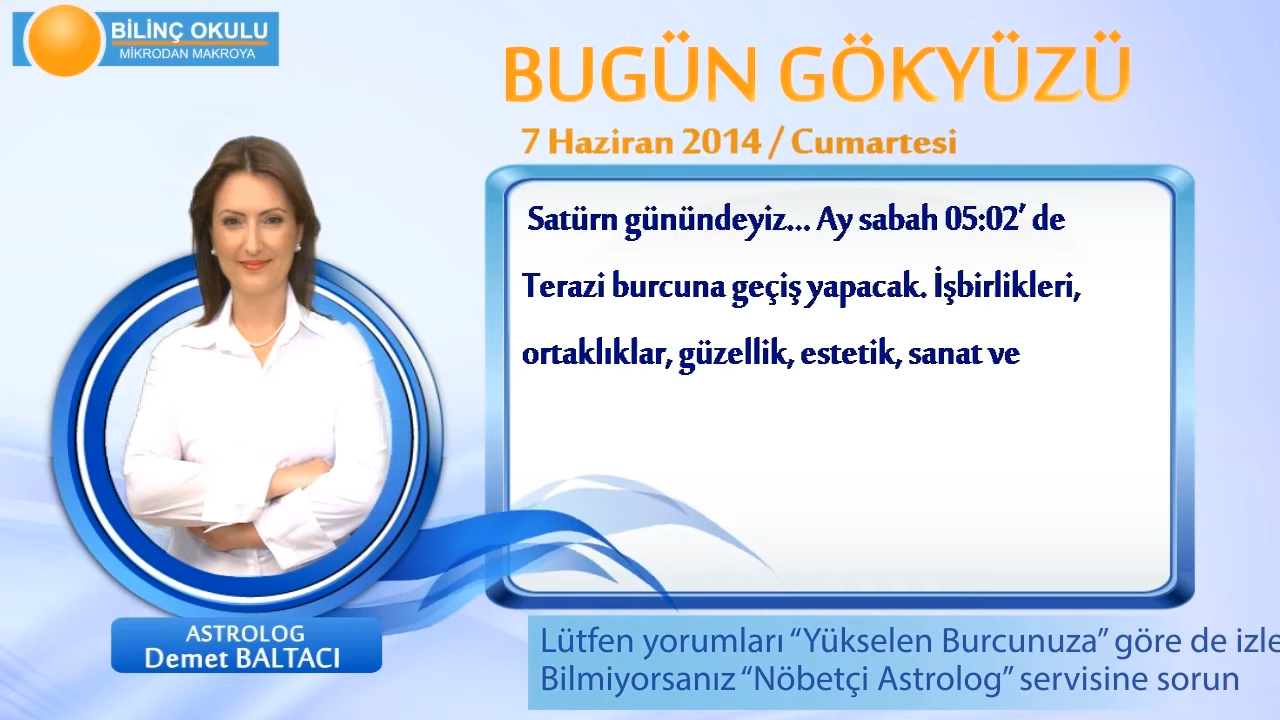 BİLİNÇ OKULU
MİKRODAN MAKROYA
BUGÜN GÖKYÜZÜ
7 Haziran 2014 / Cumartesi
Satürn günündeyiz... Ay sabah 05:02’ de
Terazi burcuna geçiş yapacak. İşbirlikleri,
ortaklıklar, güzellik, estetik, sanat ve
ASTROLOG
Demet BALTACI
Lütfen yorumları “Yükselen Burcunuza” göre de izle
Bilmiyorsanız “Nöbetçi Astrolog” servisine sorun